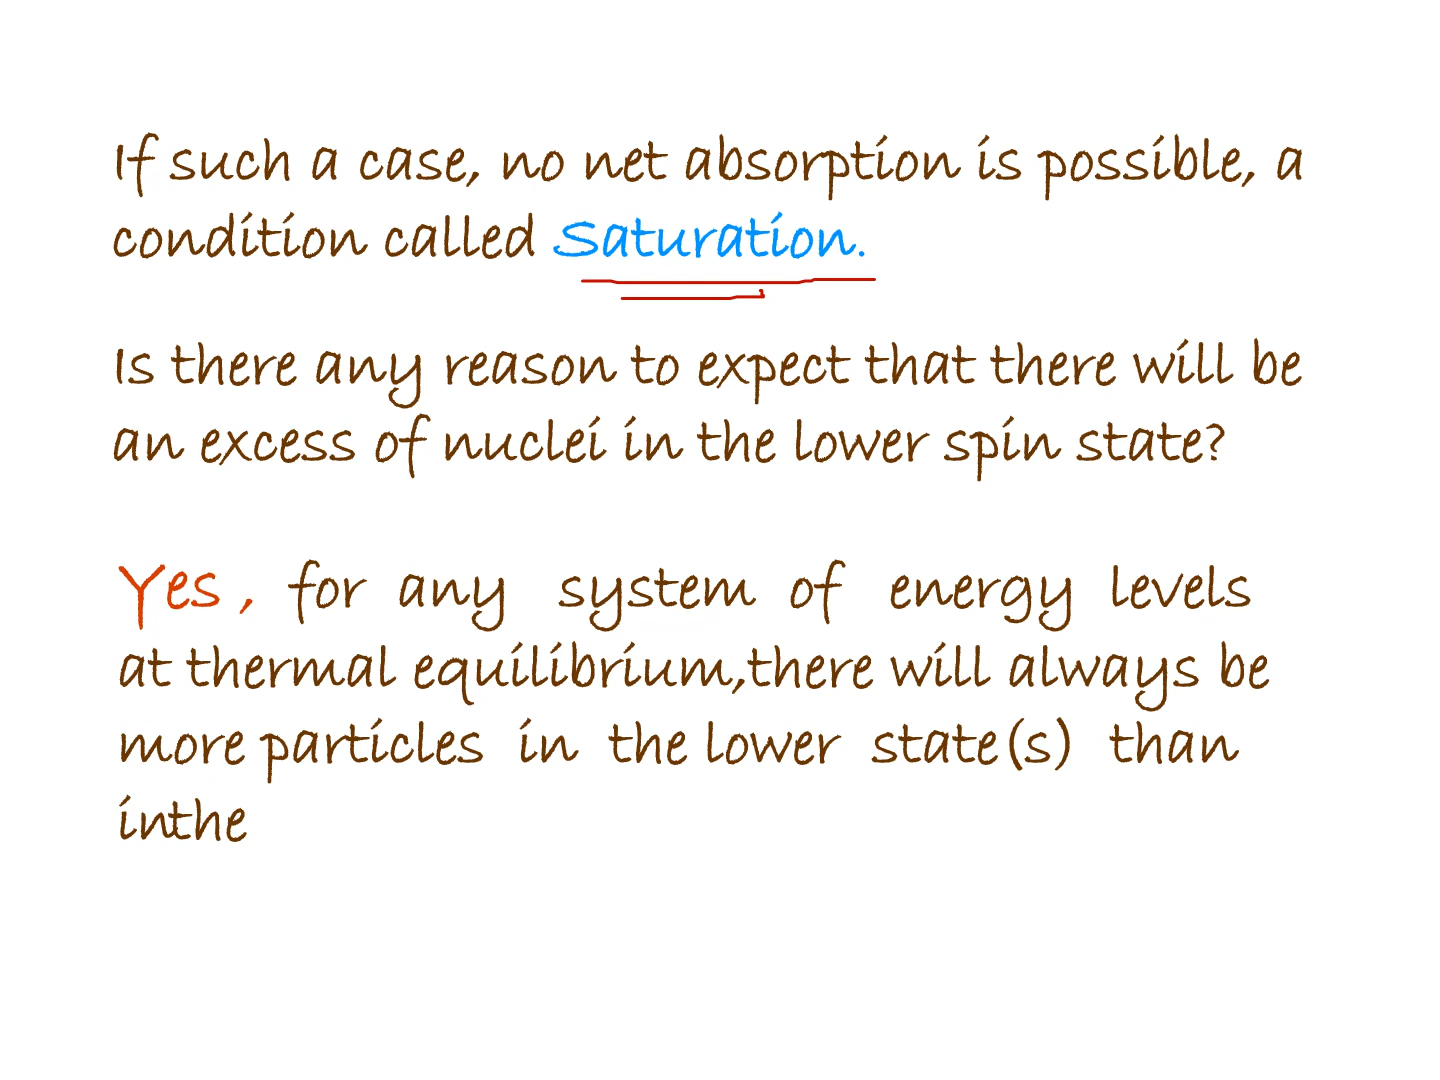 If such a case, no net absorption is possible, a
condition called Saturation.
Is there any reason to expect that there will be
an excess of nuclei in the lower spin state?
Yes , for any system of energy levels
at thermal equilibrium,there will always be
more particles in the lower state(s) than
inthe